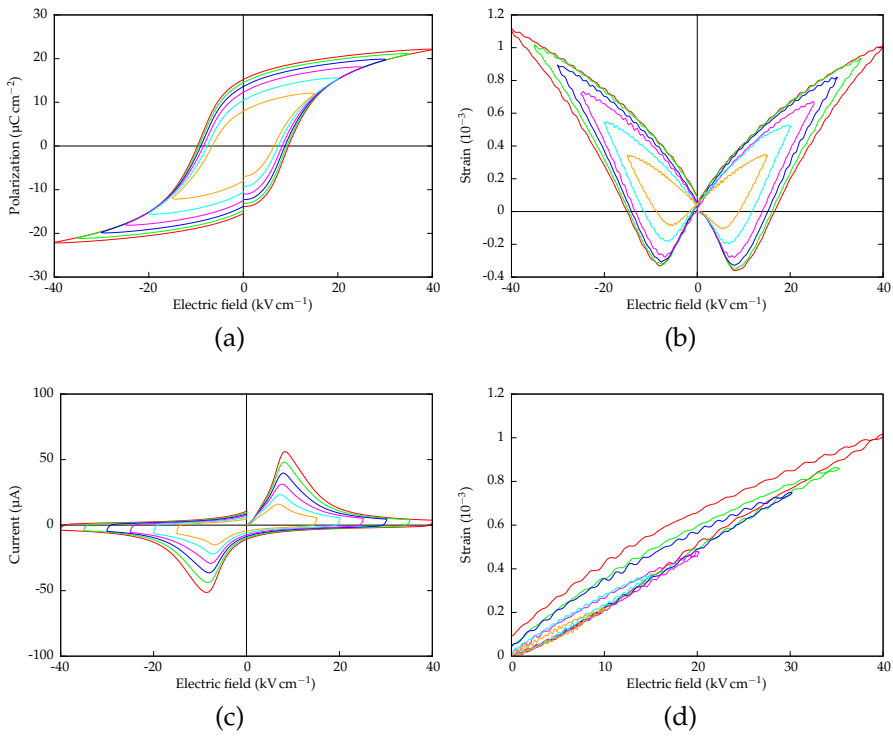 30
20
10
0
-10
-20
-30
-40 -20 0 20 40
Polarization (µC cm−2)
Electric field (kV cm−1)
(a)
1.2
1
0.8
0.6
0.4
0.2
0
-0.2
-0.4
-40 -20 0 20 40
Strain (10−3)
Electric field (kV cm−1)
(b)
100
50
0
-50
-100
-40 -20 0 20 40
Current (µA)
Electric field (kV cm−1)
(c)
1.2
1
0.8
0.6
0.4
0.2
0
0 10 20 30 40
Strain (10−3)
Electric field (kV cm−1)
(d)